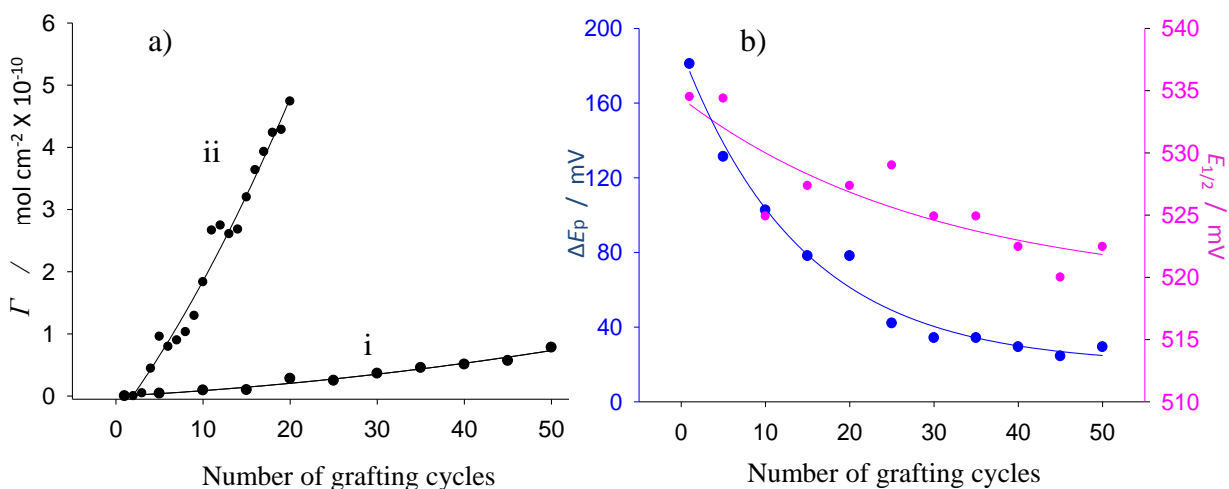 a)
6
5
4
3
2
1
0
Γ / mol cm⁻² X 10⁻¹⁰
ii
i
0 10 20 30 40 50
Number of grafting cycles
b)
200
160
120
80
40
0
ΔEp / mV
540
535
530
525
520
515
510
E1/2 / mV
0 10 20 30 40 50
Number of grafting cycles